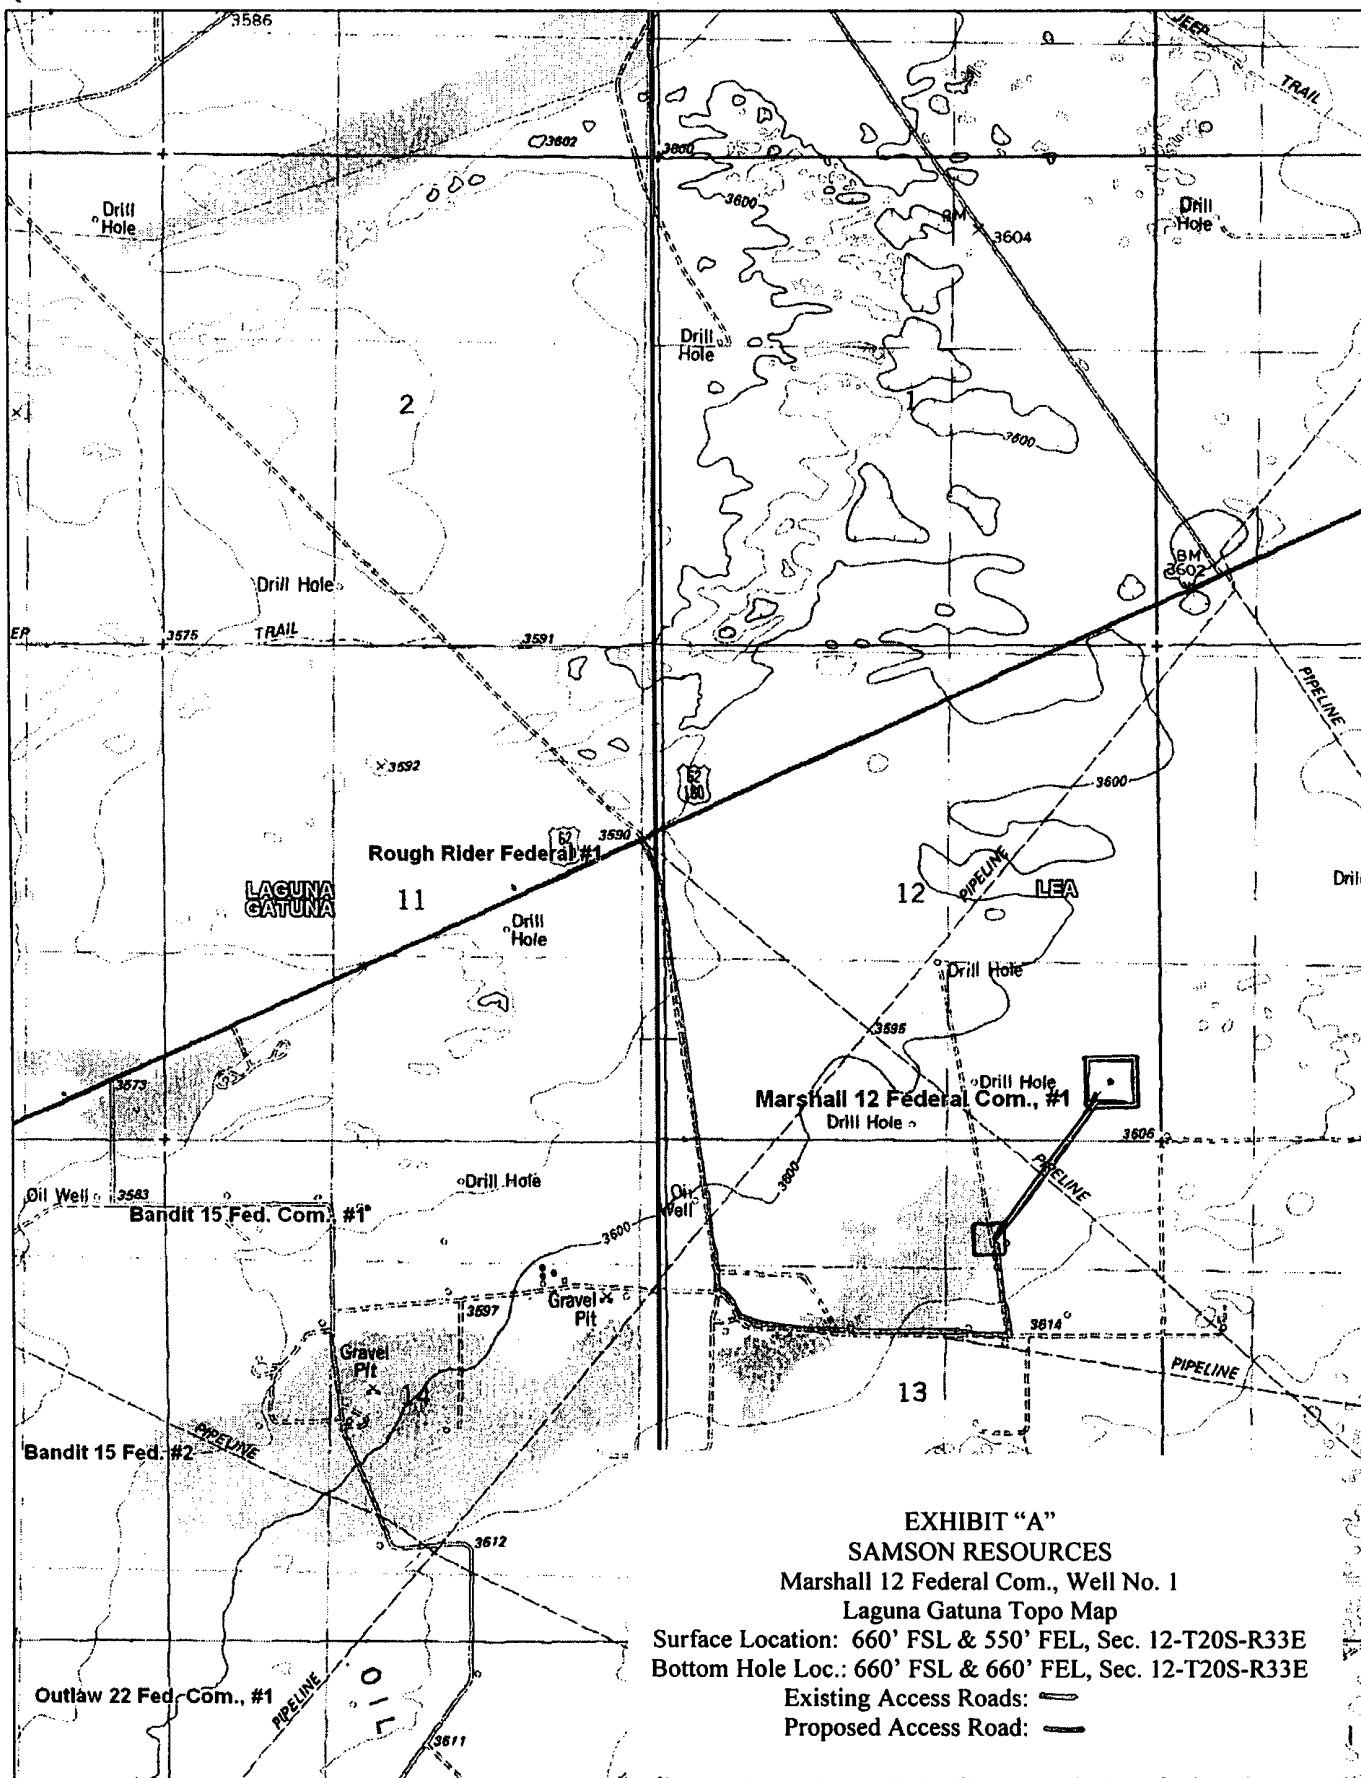 3586
JEEP
TRAIL
3602
3600
3600
BM
3604
Drill
Hole
Drill
Hole
Drill
Hole
2
1
3600
Drill Hole
BM
3602
EP
3575
TRAIL
3591
PIPELINE
3592
62
180
3600
62
3590
Rough Rider Federal #1
PIPELINE
LAGUNA
GATUNA
11
12
LEA
Drill
Drill
Hole
Drill Hole
3595
3573
Drill Hole
Marshall 12 Federal Com., #1
Drill Hole
3606
PIPELINE
Oil Well
3583
Drill Hole
Oil
Well
3600
Bandit 15 Fed. Com., #1
3600
Gravel
Pit
3597
3614
Gravel
Pit
PIPELINE
14
13
Bandit 15 Fed. #2
PIPELINE
3612
EXHIBIT “A”
SAMSON RESOURCES
Marshall 12 Federal Com., Well No. 1
Laguna Gatuna Topo Map
Surface Location: 660’ FSL & 550’ FEL, Sec. 12-T20S-R33E
Bottom Hole Loc.: 660’ FSL & 660’ FEL, Sec. 12-T20S-R33E
Existing Access Roads:
Proposed Access Road:
Outlaw 22 Fed. Com., #1
PIPELINE
OIL
3611